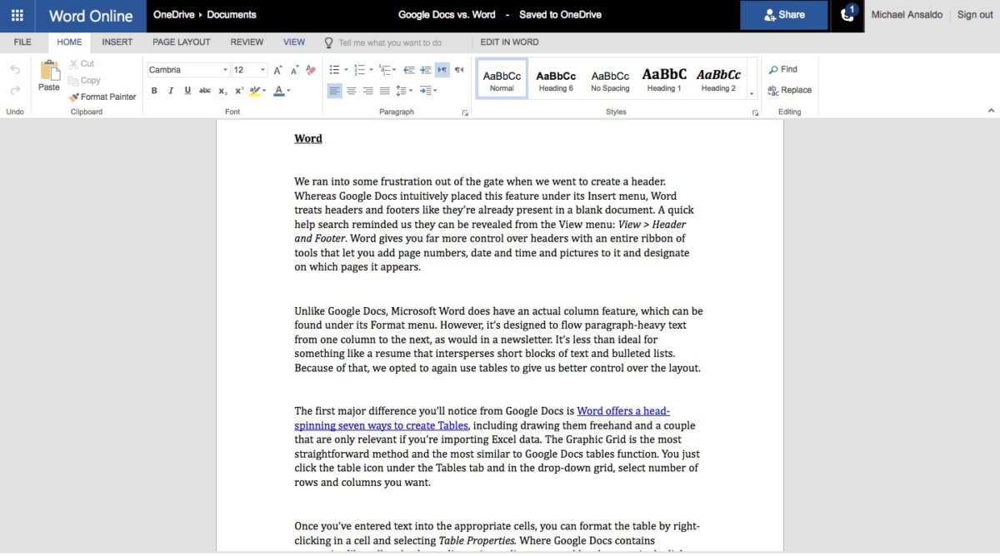 Word Online OneDrive ▸ Documents Google Docs vs. Word - Saved to OneDrive Share 1 Michael Ansaldo Sign out
FILE HOME INSERT PAGE LAYOUT REVIEW VIEW Tell me what you want to do EDIT IN WORD
Paste
Cut
Copy
Format Painter
Cambria 12
B I U abc x₂ x² aby A
AaBbCc Normal
AaBbCc Heading 6
AaBbCc No Spacing
AaBbC Heading 1
AaBbCc Heading 2
Find
Replace
Undo Clipboard Font Paragraph Styles Editing
Word
We ran into some frustration out of the gate when we went to create a header.
Whereas Google Docs intuitively placed this feature under its Insert menu, Word
treats headers and footers like they’re already present in a blank document. A quick
help search reminded us they can be revealed from the View menu: View > Header
and Footer. Word gives you far more control over headers with an entire ribbon of
tools that let you add page numbers, date and time and pictures to it and designate
on which pages it appears.
Unlike Google Docs, Microsoft Word does have an actual column feature, which can be
found under its Format menu. However, it’s designed to flow paragraph-heavy text
from one column to the next, as would in a newsletter. It’s less than ideal for
something like a resume that intersperses short blocks of text and bulleted lists.
Because of that, we opted to again use tables to give us better control over the layout.
The first major difference you’ll notice from Google Docs is Word offers a head-
spinning seven ways to create Tables, including drawing them freehand and a couple
that are only relevant if you’re importing Excel data. The Graphic Grid is the most
straightforward method and the most similar to Google Docs tables function. You just
click the table icon under the Tables tab and in the drop-down grid, select number of
rows and columns you want.
Once you’ve entered text into the appropriate cells, you can format the table by right-
clicking in a cell and selecting Table Properties. Where Google Docs contains